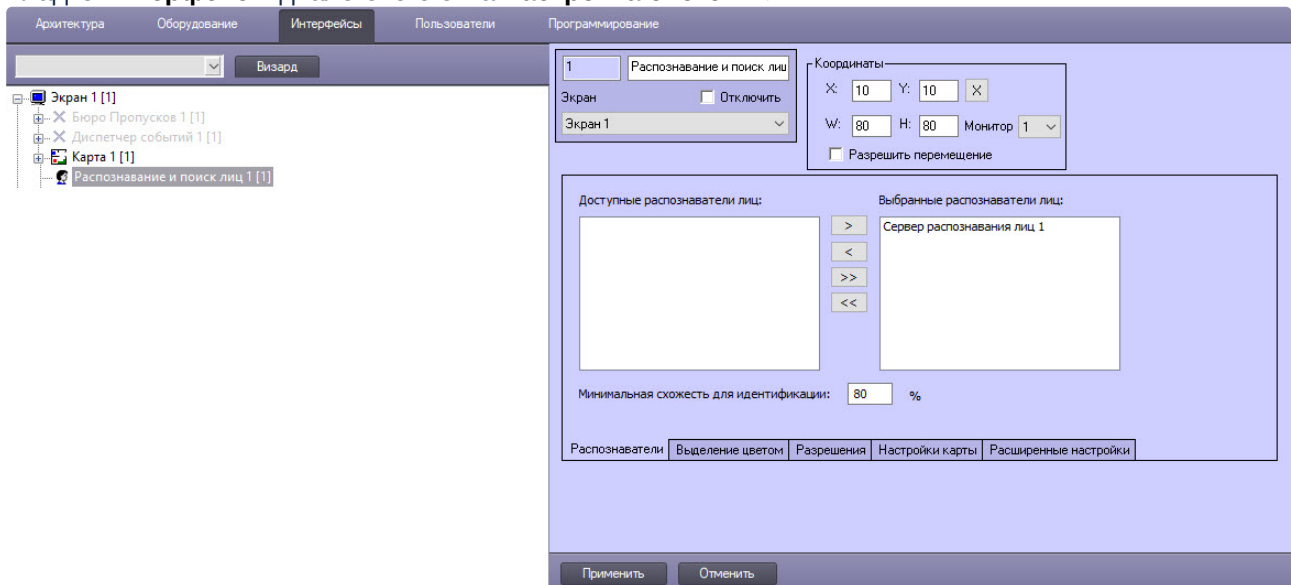 Архитектура Оборудование Интерфейсы Пользователи Программирование
Визард
Экран 1 [1]
Бюро Пропусков 1 [1]
Диспетчер событий 1 [1]
Карта 1 [1]
Распознавание и поиск лиц 1 [1]
1 Распознавание и поиск лиц
Экран Отключить
Экран 1
Координаты
X: 10 Y: 10 X
W: 80 H: 80 Монитор 1
Разрешить перемещение
Доступные распознаватели лиц: Выбранные распознаватели лиц:
Сервер распознавания лиц 1
>
<
>>
<<
Минимальная схожесть для идентификации: 80 %
Распознаватели Выделение цветом Разрешения Настройки карты Расширенные настройки
Применить Отменить